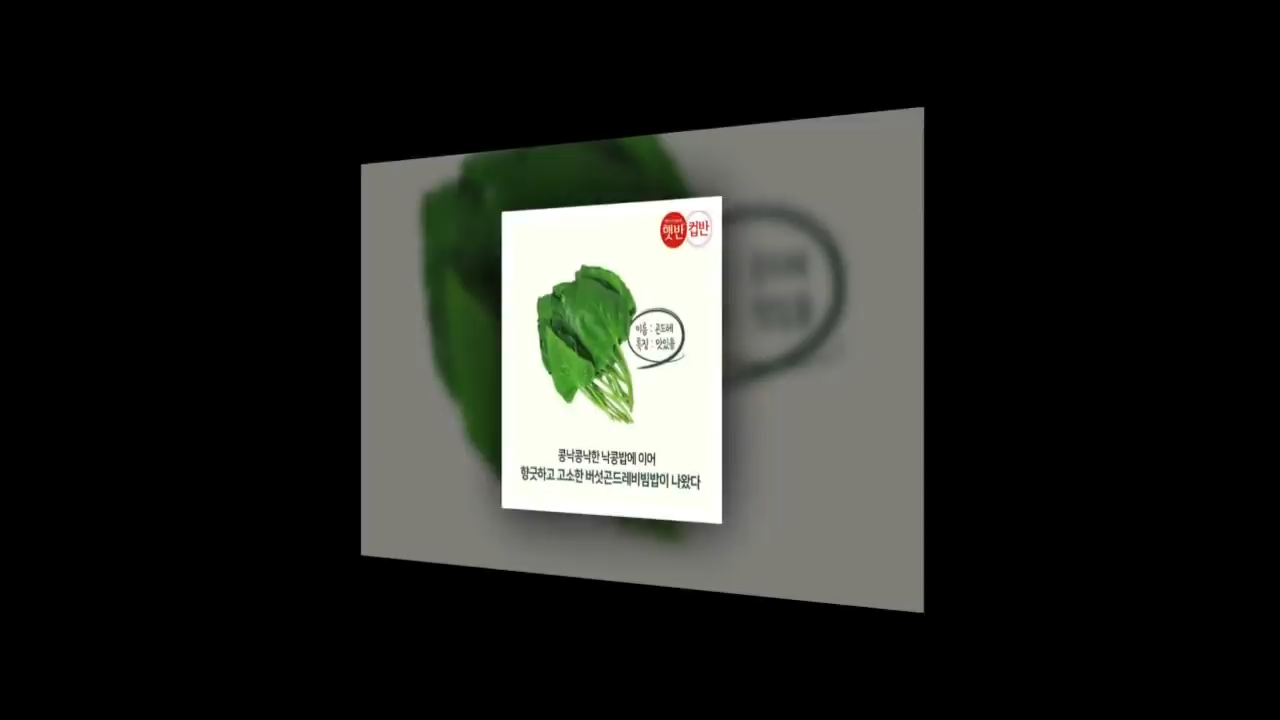 햇반 컵반
이름 : 곤드레
특징 : 맛있음
콩낙콩낙한 낙콩밥에 이어
향긋하고 고소한 버섯곤드레비빔밥이 나왔다